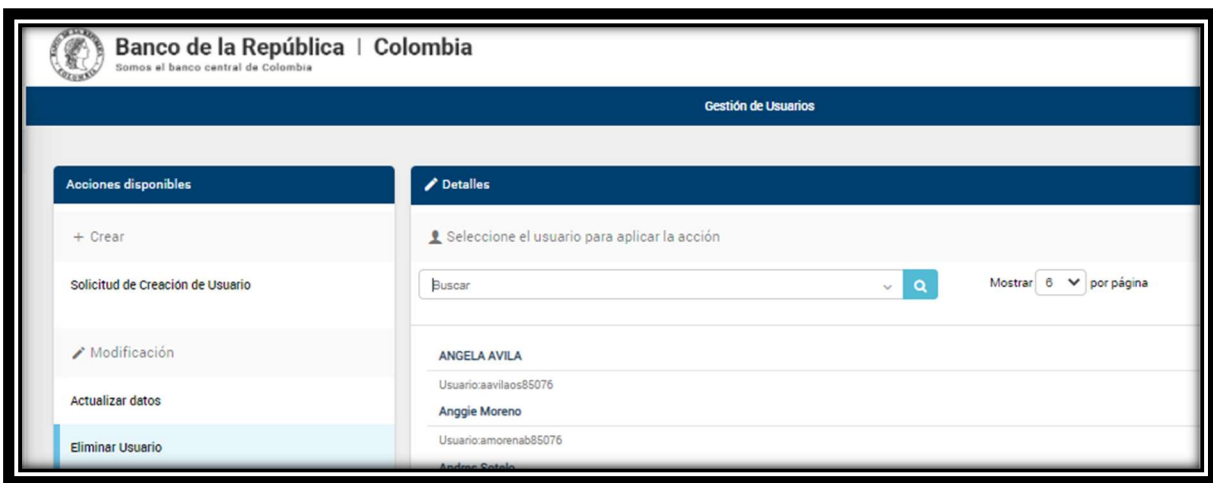 Banco de la República | Colombia
Somos el banco central de Colombia
Gestión de Usuarios
Acciones disponibles
+ Crear
Solicitud de Creación de Usuario
Modificación
Actualizar datos
Eliminar Usuario
Detalles
Seleccione el usuario para aplicar la acción
Buscar
Mostrar 6 por página
ANGELA AVILA
Usuario:aavilaos85076
Anggie Moreno
Usuario:amorenab85076
Andres Sotelo